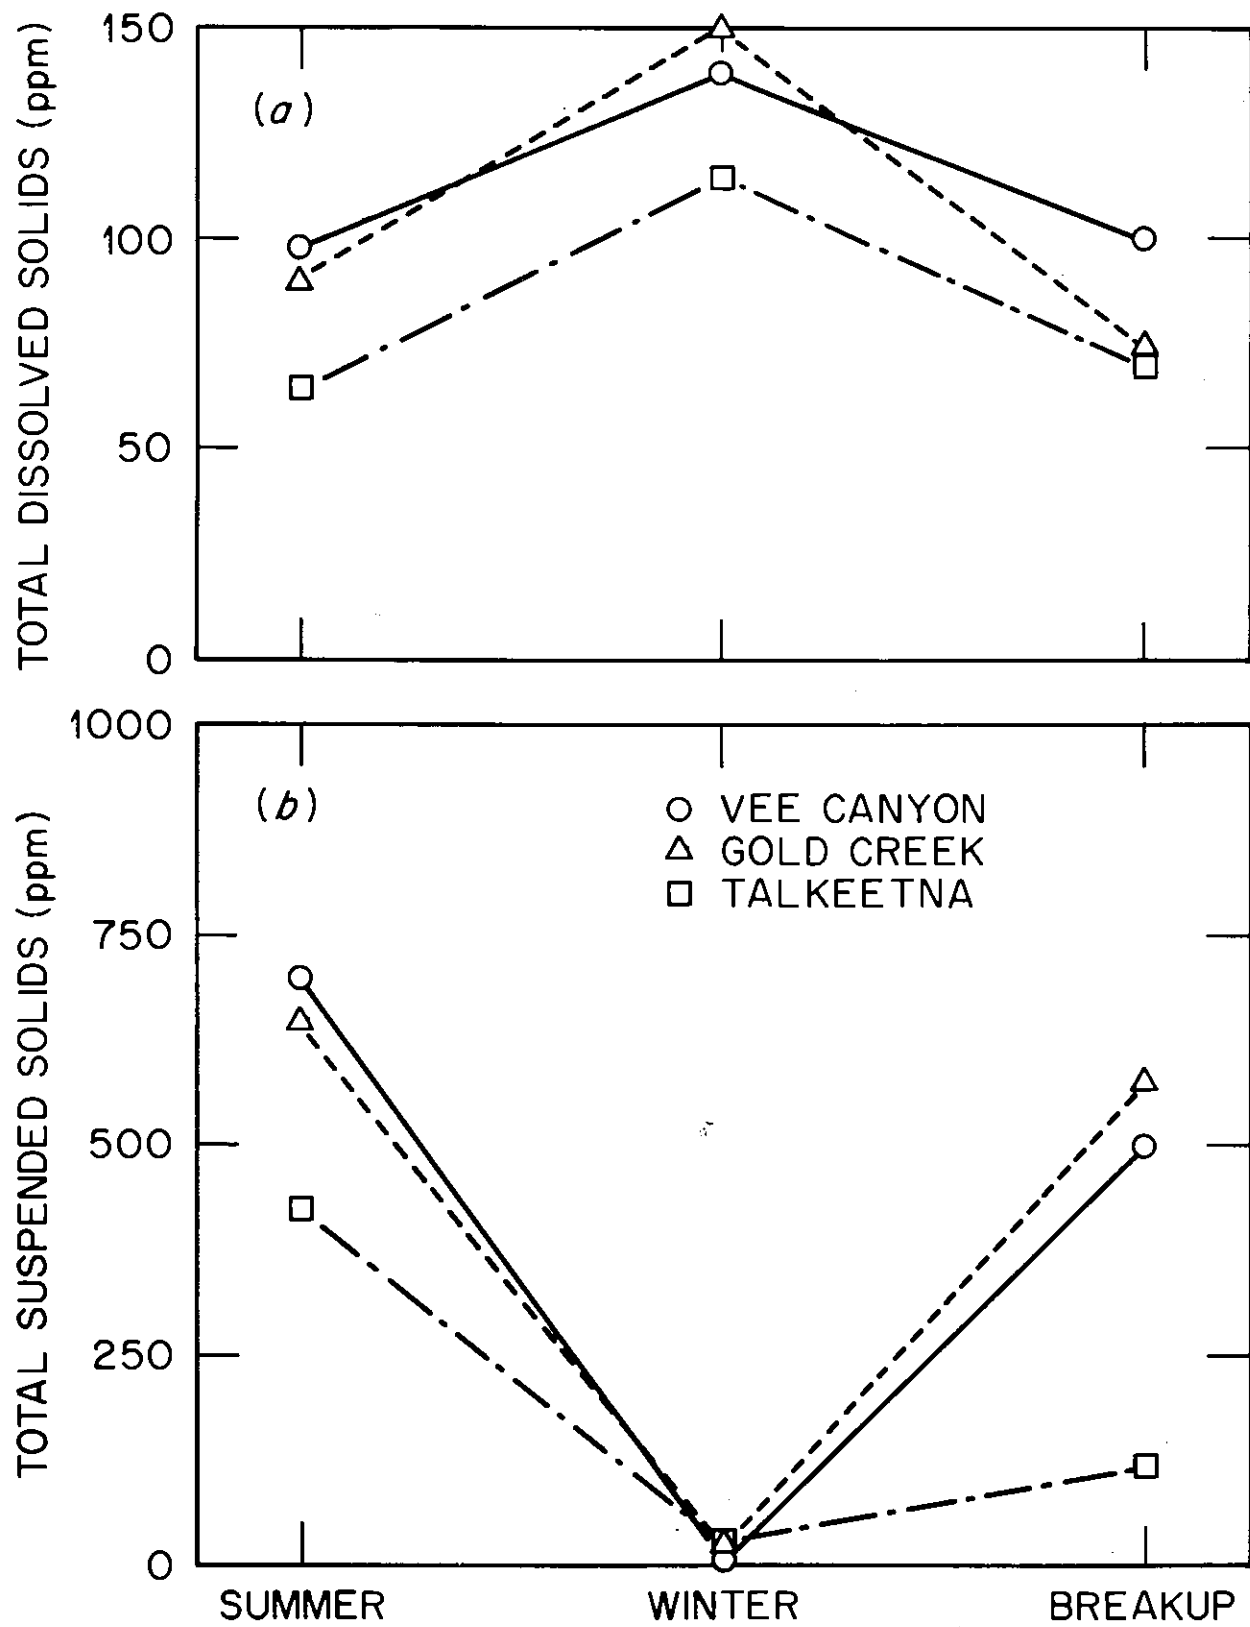 TOTAL DISSOLVED SOLIDS (ppm)
150
100
50
0
(a)
TOTAL SUSPENDED SOLIDS (ppm)
1000
750
500
250
0
(b)
VEE CANYON
GOLD CREEK
TALKEETNA
SUMMER WINTER BREAKUP